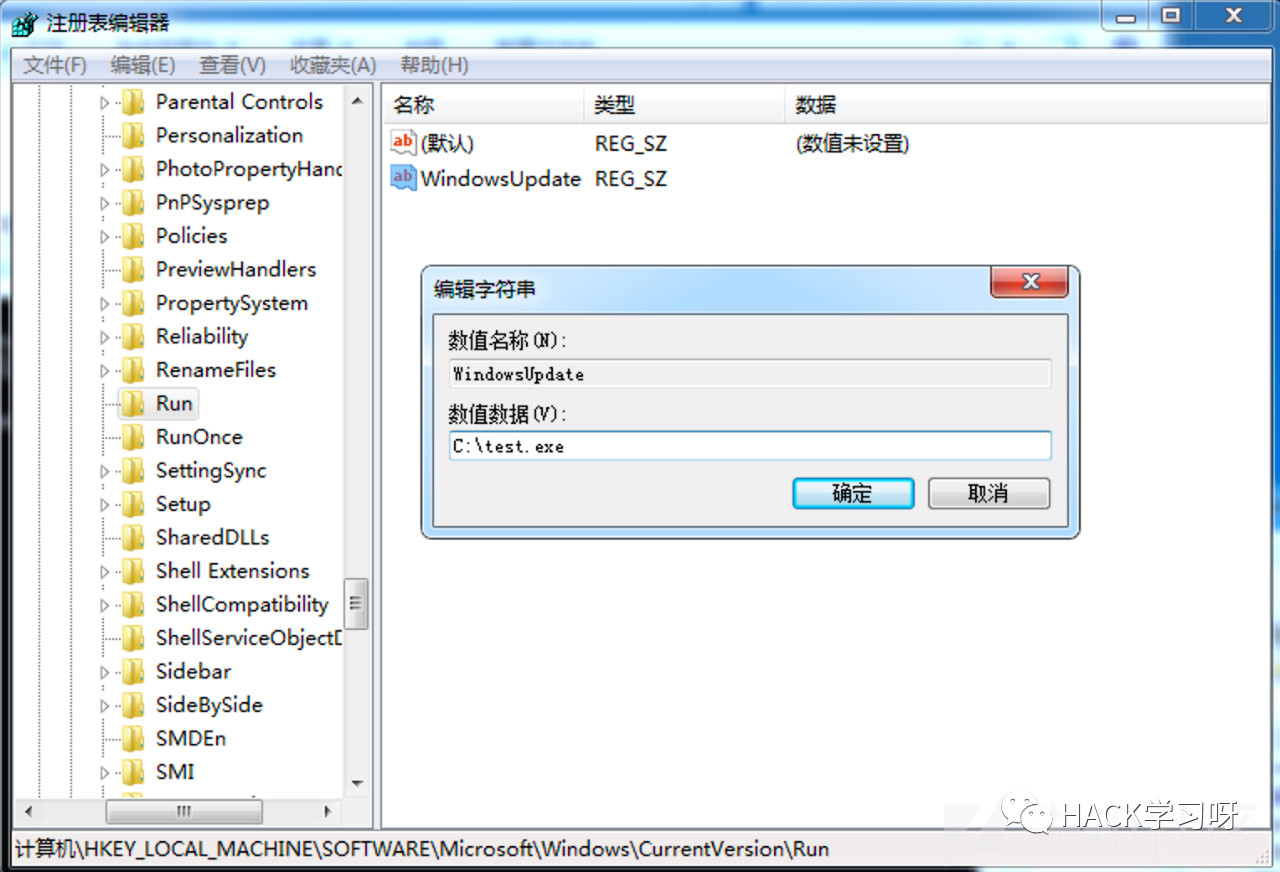 注册表编辑器
文件(F) 编辑(E) 查看(V) 收藏夹(A) 帮助(H)
Parental Controls
Personalization
PhotoPropertyHand
PnPSysprep
Policies
PreviewHandlers
PropertySystem
Reliability
RenameFiles
Run
RunOnce
SettingSync
Setup
SharedDLLs
Shell Extensions
ShellCompatibility
ShellServiceObjectD
Sidebar
SideBySide
SMDEn
SMI
名称 类型 数据
(默认) REG_SZ (数值未设置)
WindowsUpdate REG_SZ
编辑字符串
数值名称(N):
WindowsUpdate
数值数据(V):
C:\test.exe
确定 取消
HACK学习呀
计算机\HKEY_LOCAL_MACHINE\SOFTWARE\Microsoft\Windows\CurrentVersion\Run